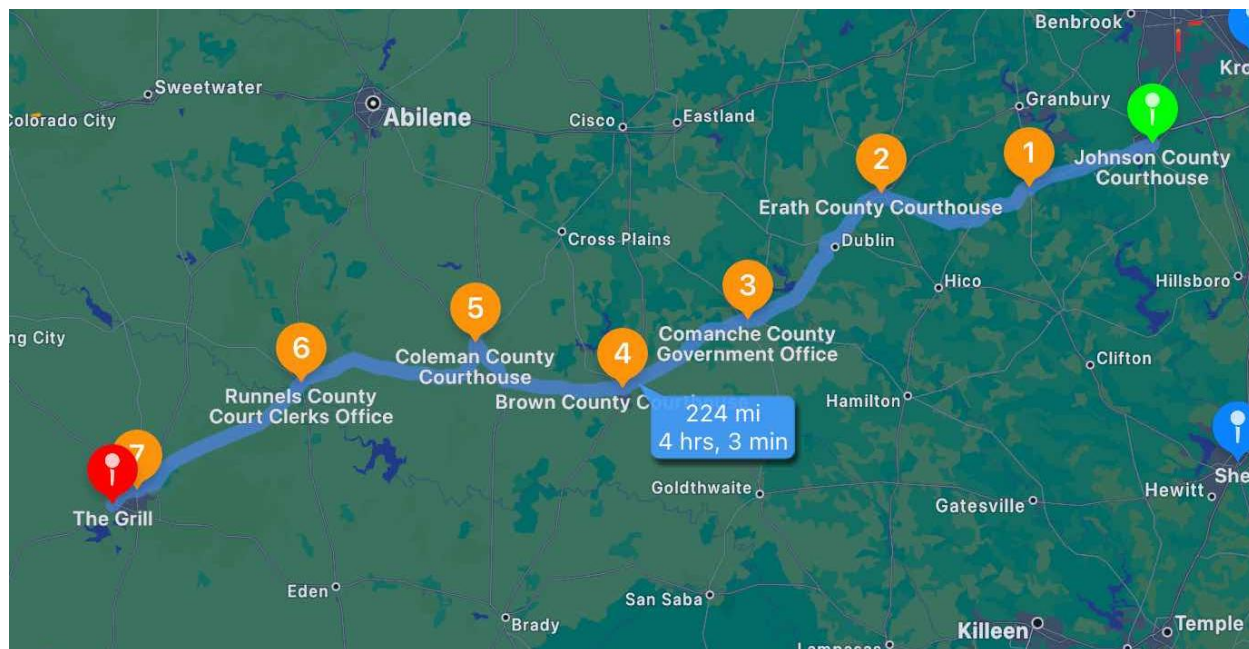 Benbrook
Kro
Sweetwater
Granbury
Colorado City
Abilene
Cisco
Eastland
1
2
Johnson County
Courthouse
Erath County Courthouse
Cross Plains
Dublin
3
Hico
Hillsboro
5
ng City
Comanche County
Government Office
6
4
Coleman County
Courthouse
Clifton
Runnels County
Court Clerks Office
Brown County Courthouse
224 mi
4 hrs, 3 min
Hamilton
7
The Grill
Goldthwaite
She
Hewitt
Gatesville
Eden
San Saba
Brady
Killeen
Temple